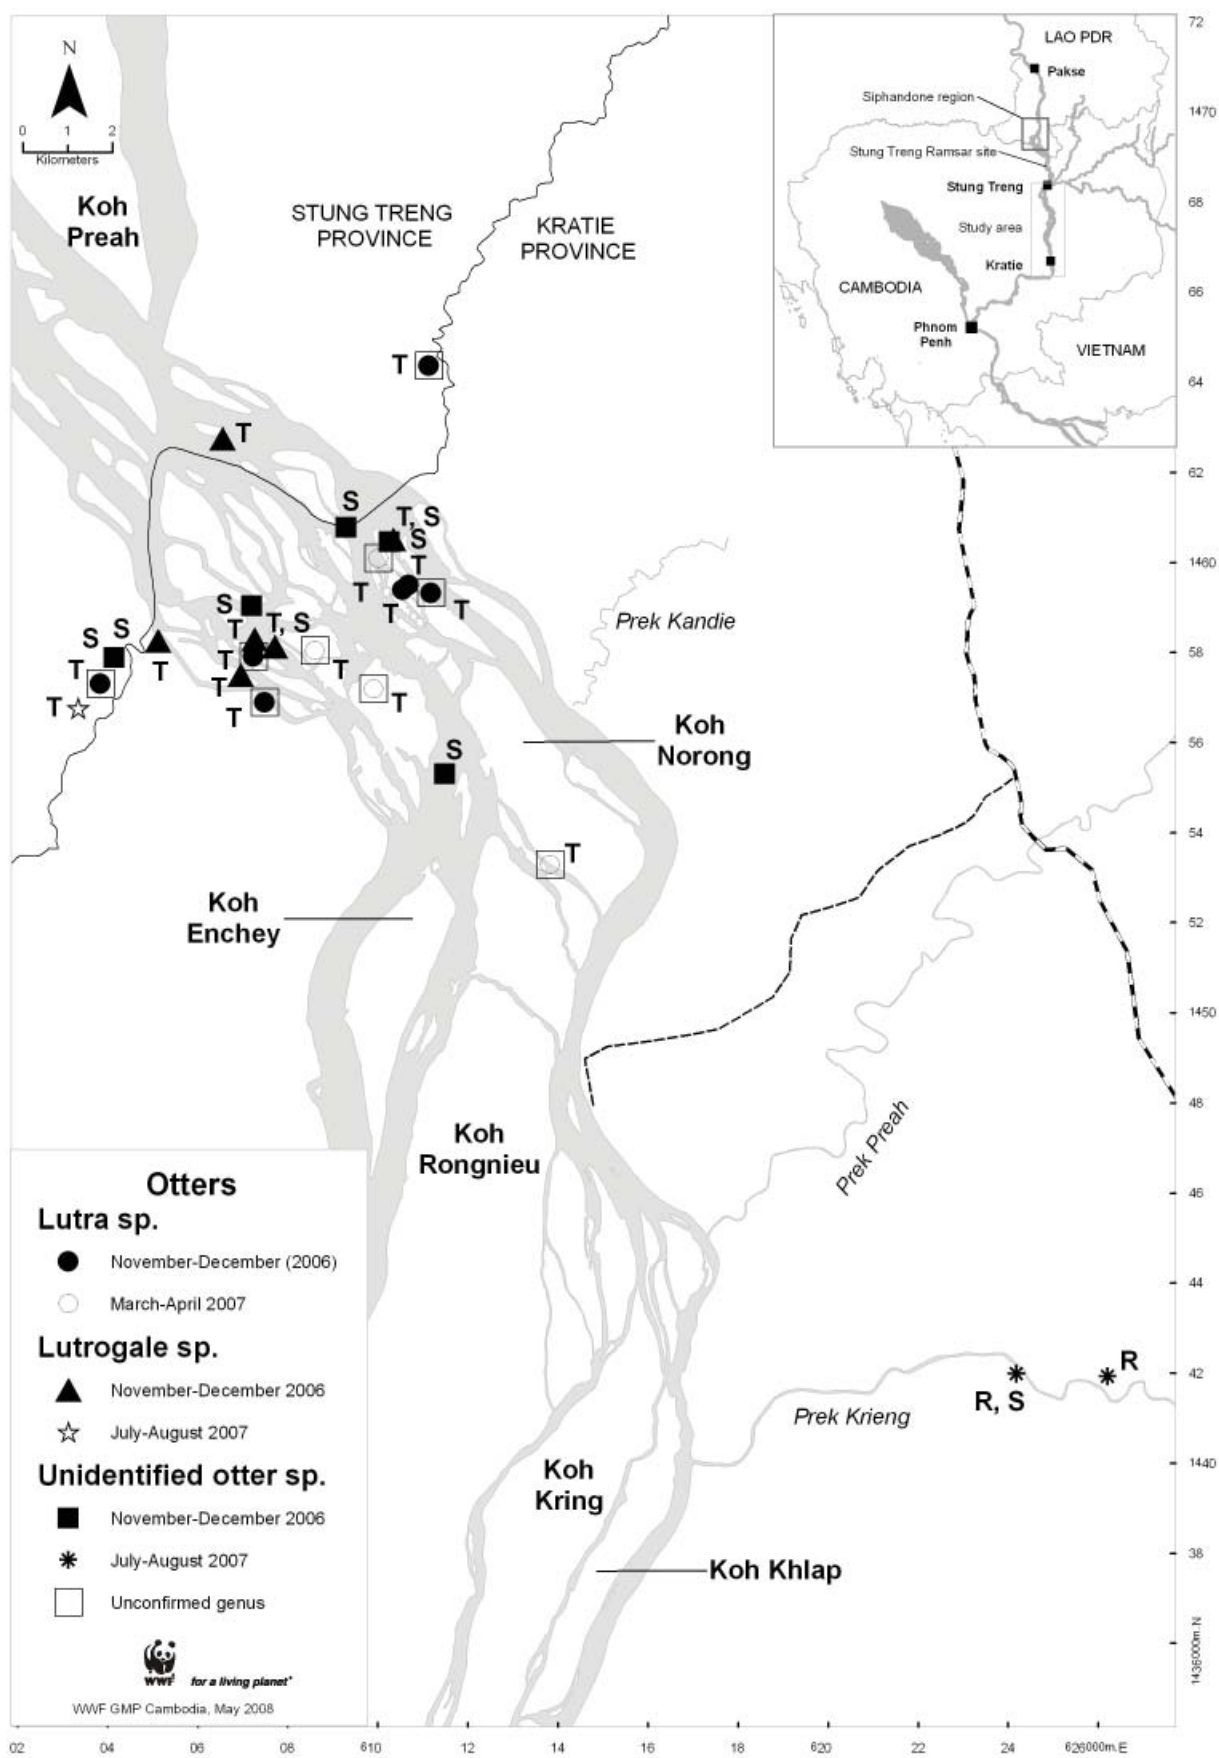 N
0 1 2
Kilometers
Koh
Preah
STUNG TRENG
PROVINCE
KRATIE
PROVINCE
LAO PDR
Pakse
Siphandone region
Stung Treng Ramsar site
Stung Treng
Study area
Kratie
CAMBODIA
Phnom
Penh
VIETNAM
72
1470
68
66
64
62
1460
58
56
54
52
1450
48
46
44
42
1440
38
1436000m.N
T
T
S
T, S
S
T
T
T
T
S
T
T, S
S
S
T
T
T
T
T
T
T
T
S
T
Prek Kandie
Koh
Norong
Koh
Enchey
Koh
Rongnieu
Prek Preah
R
R, S
Prek Krieng
Koh
Kring
Koh Khlap
Otters
Lutra sp.
November-December (2006)
March-April 2007
Lutrogale sp.
November-December 2006
July-August 2007
Unidentified otter sp.
November-December 2006
July-August 2007
Unconfirmed genus
WWF
for a living planet®
WWF GMP Cambodia, May 2008
02 04 06 08 610 12 14 16 18 620 22 24 626000m.E